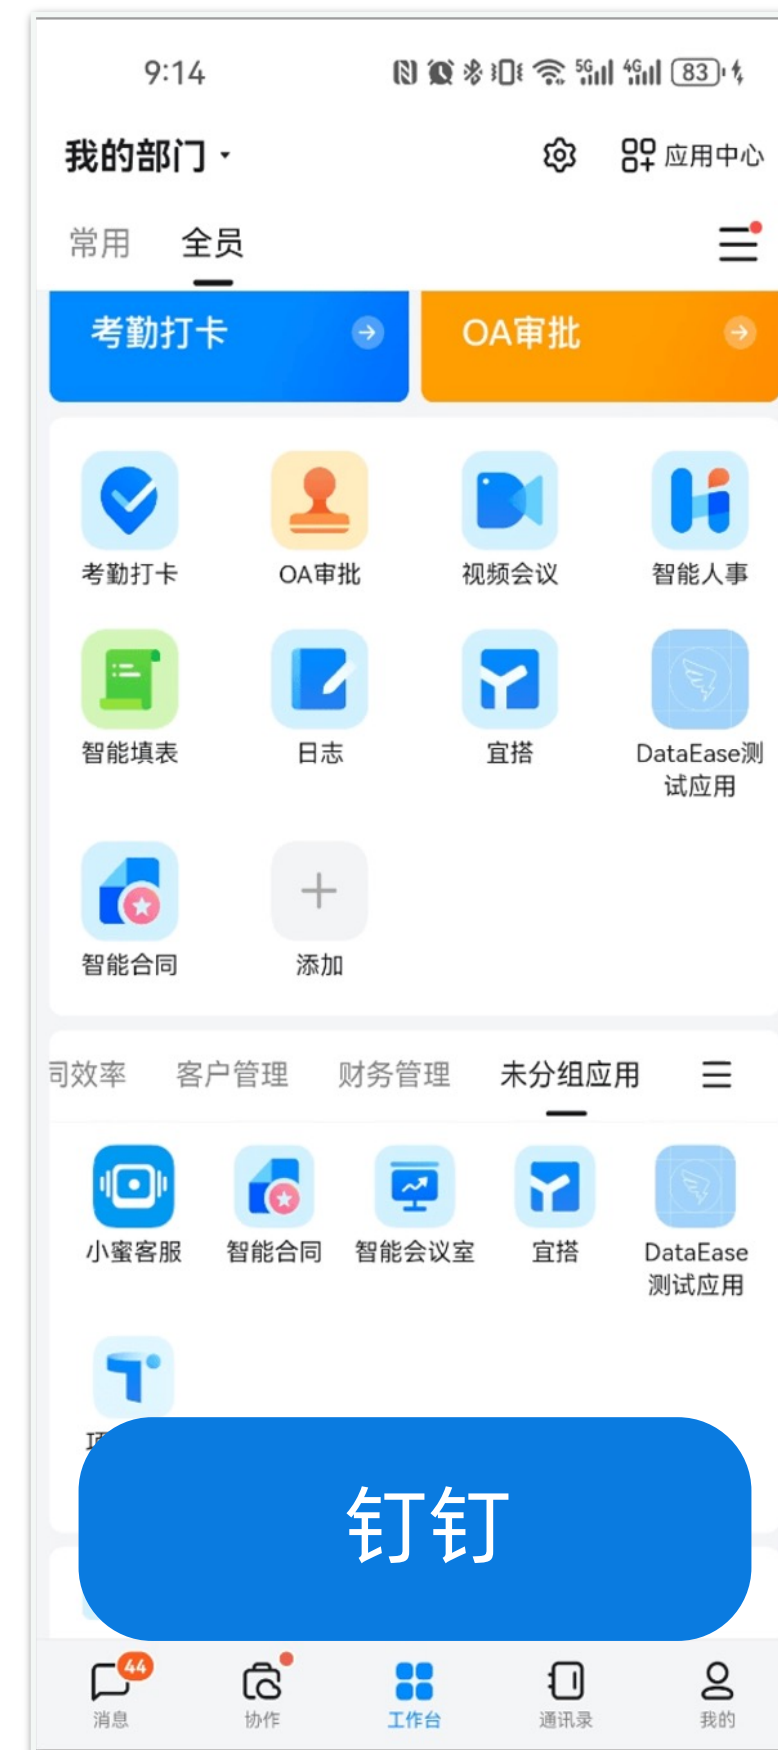 9:14
5G 4G 83
我的部门
应用中心
常用 全员
考勤打卡 OA审批
考勤打卡 OA审批 视频会议 智能人事
智能填表 日志 宜搭 DataEase测
试应用
智能合同 添加
司效率 客户管理 财务管理 未分组应用
小蜜客服 智能合同 智能会议室 宜搭 DataEase
测试应用
钉钉
44
消息 协作 工作台 通讯录 我的